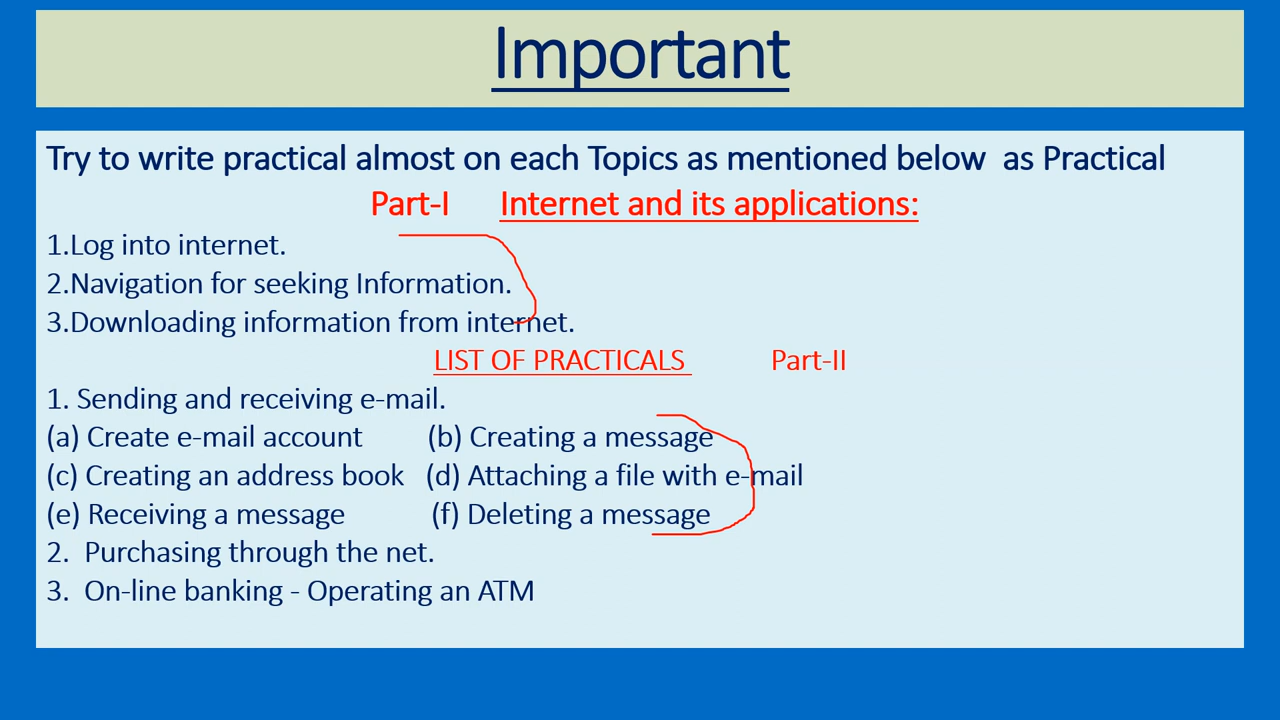 Important
Try to write practical almost on each Topics as mentioned below as Practical
Part-I Internet and its applications:
1.Log into internet.
2.Navigation for seeking Information.
3.Downloading information from internet.
LIST OF PRACTICALS Part-II
1. Sending and receiving e-mail.
(a) Create e-mail account (b) Creating a message
(c) Creating an address book (d) Attaching a file with e-mail
(e) Receiving a message (f) Deleting a message
2. Purchasing through the net.
3. On-line banking - Operating an ATM